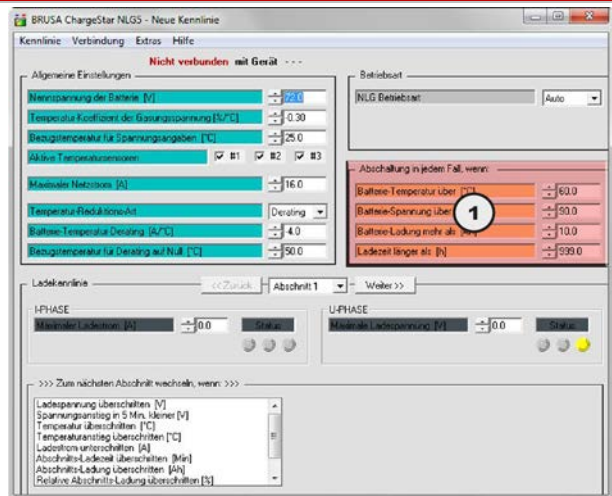 BRUSA ChargeStar NLG5 - Neue Kennlinie
Kennlinie Verbindung Extras Hilfe
Nicht verbunden mit Gerät - - -
Allgemeine Einstellungen
Nennspannung der Batterie [V]
Temperatur-Koeffizient der Gasungsspannung [%/°C] -0.30
Bezugstemperatur für Spannungsangaben [°C] 25.0
Aktive Temperatursensoren #1 #2 #3
Maximaler Netzstrom [A] 16.0
Temperatur-Reduktions-Art Derating
Batterie-Temperatur Derating [A/°C] -4.0
Bezugstemperatur für Derating auf Null [°C] 50.0
Betriebsart
NLG Betriebsart Auto
Abschaltung in jedem Fall, wenn:
Batterie-Temperatur über [°C] 60.0
Batterie-Spannung über 90.0
Batterie-Ladung mehr als 10.0
Ladezeit länger als [h] 999.0
1
Ladekennlinie <<Zurück Abschnitt 1 Weiter>>
I-PHASE
Maximaler Ladestrom [A] 0.0 Status
U-PHASE
Maximale Ladespannung [V] 0.0 Status
>>> Zum nächsten Abschnitt wechseln, wenn: >>>
Ladespannung überschritten [V]
Spannungsanstieg in 5 Min. kleiner [V]
Temperatur überschritten [°C]
Temperaturanstieg überschritten [°C]
Ladestrom unterschritten [A]
Abschnitts-Ladezeit überschritten [Min]
Abschnitts-Ladung überschritten [Ah]
Relative Abschnitts-Ladung überschritten [%]